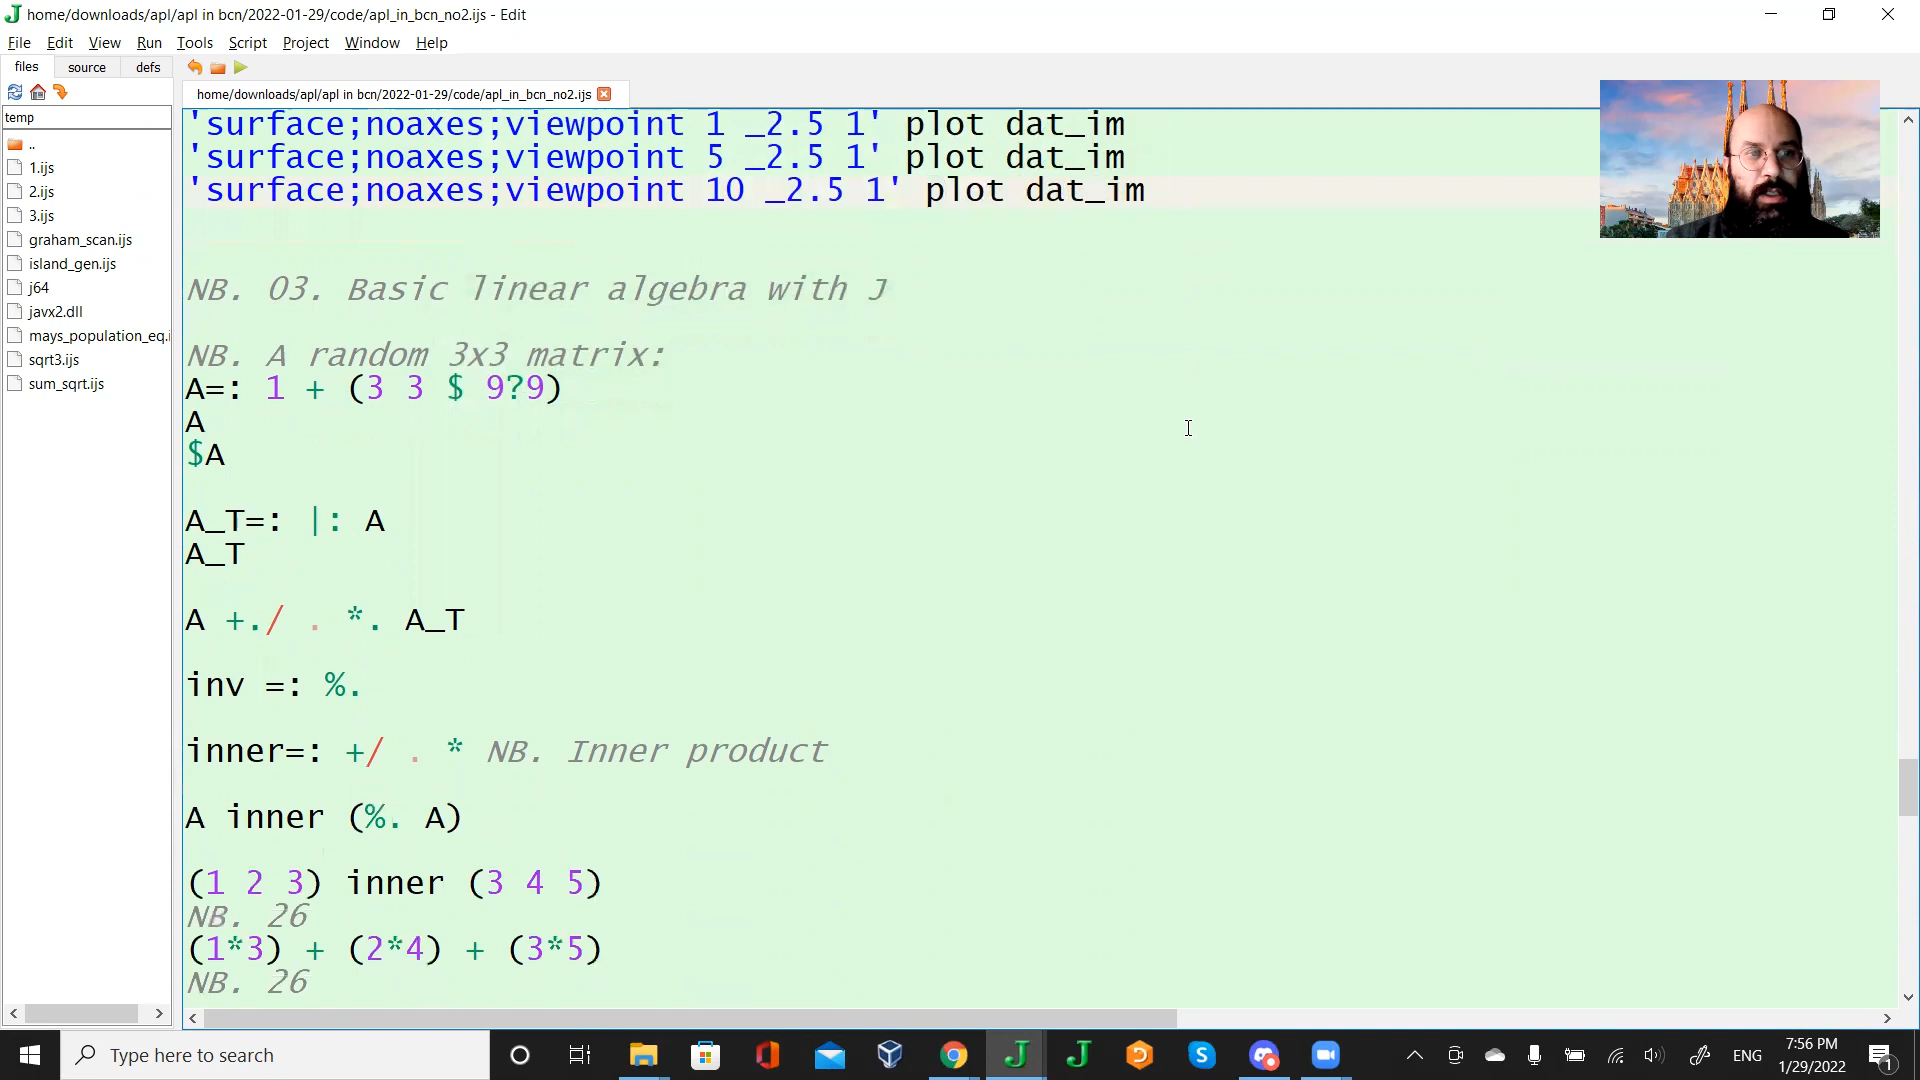 home/downloads/apl/apl in bcn/2022-01-29/code/apl_in_bcn_no2.ijs - Edit
File Edit View Run Tools Script Project Window Help
files source defs
home/downloads/apl/apl in bcn/2022-01-29/code/apl_in_bcn_no2.ijs
temp
..
1.ijs
2.ijs
3.ijs
graham_scan.ijs
island_gen.ijs
j64
javx2.dll
mays_population_eq.i
sqrt3.ijs
sum_sqrt.ijs
'surface;noaxes;viewpoint 1 _2.5 1' plot dat_im
'surface;noaxes;viewpoint 5 _2.5 1' plot dat_im
'surface;noaxes;viewpoint 10 _2.5 1' plot dat_im
NB. 03. Basic linear algebra with J
NB. A random 3x3 matrix:
A=: 1 + (3 3 $ 9?9)
A
$A
A_T=: |: A
A_T
A +./ . *. A_T
inv =: %.
inner=: +/ . * NB. Inner product
A inner (%. A)
(1 2 3) inner (3 4 5)
NB. 26
(1*3) + (2*4) + (3*5)
NB. 26
Type here to search
ENG
7:56 PM
1/29/2022
1